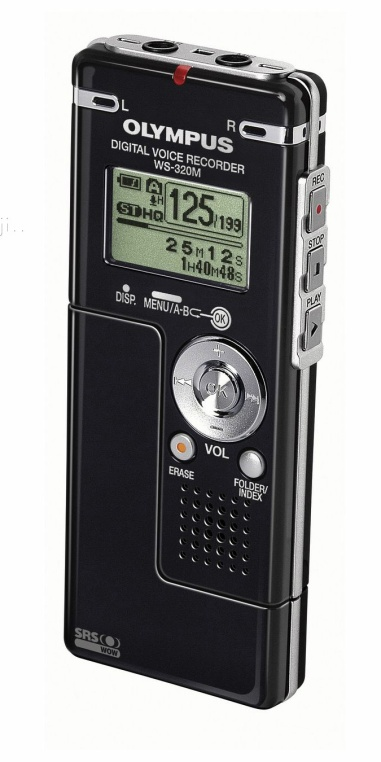 L
R
OLYMPUS
DIGITAL VOICE RECORDER
WS-320M
REC
STOP
PLAY
A
H
ST HQ 125/199
25M12S
1H40M48S
DISP. MENU/A-B OK
+
OK
VOL
ERASE
FOLDER/
INDEX
SRS
WOW